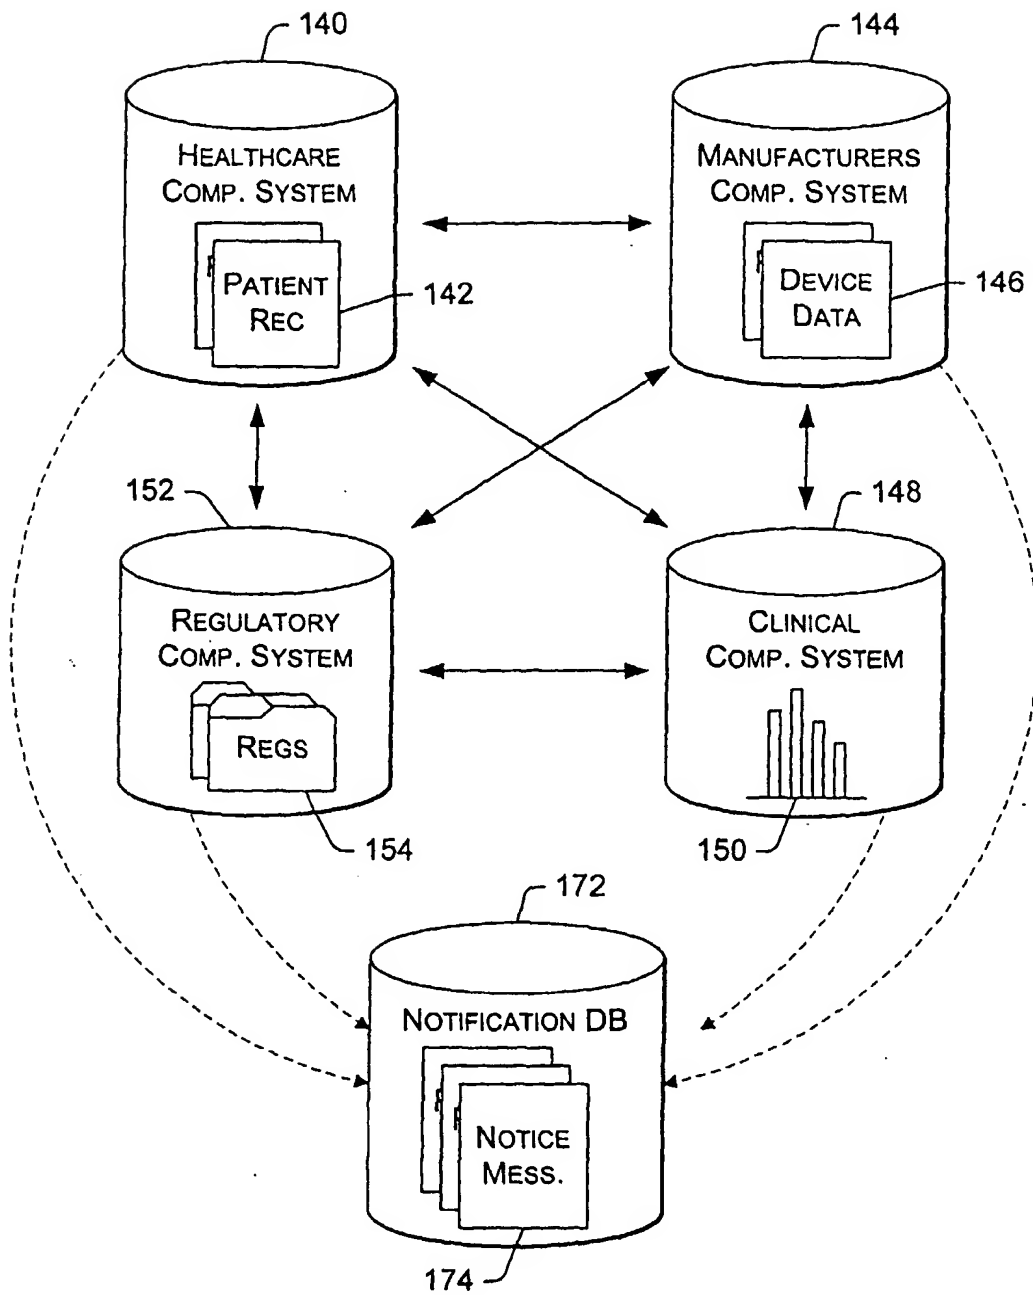 140
144
HEALTHCARE
COMP. SYSTEM
MANUFACTURERS
COMP. SYSTEM
PATIENT
REC
142
DEVICE
DATA
146
152
148
REGULATORY
COMP. SYSTEM
CLINICAL
COMP. SYSTEM
REGS
154
150
172
NOTIFICATION DB
NOTICE
MESS.
174